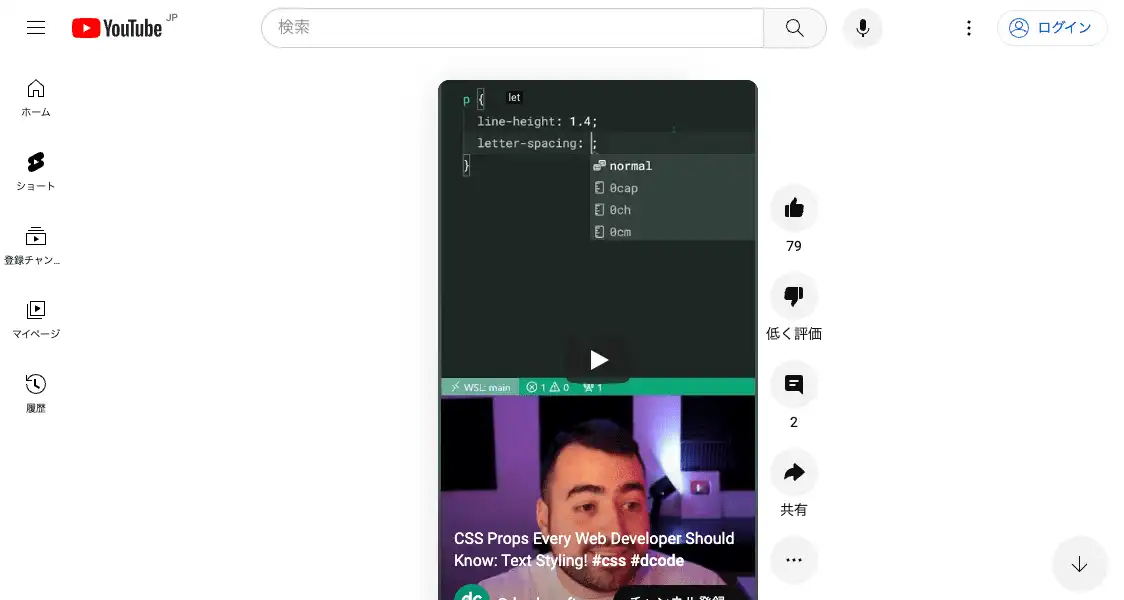 YouTube JP
検索
ログイン
ホーム
ショート
登録チャン...
マイページ
履歴
p {
let
line-height: 1.4;
letter-spacing: ;
}
normal
0cap
0ch
0cm
WSL: main
1
0
1
CSS Props Every Web Developer Should
Know: Text Styling! #css #dcode
dc
79
低く評価
2
共有